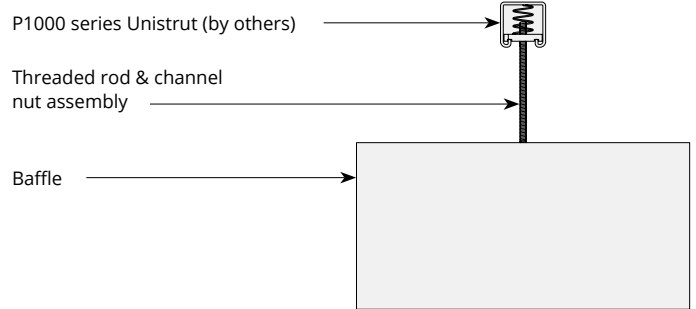 P1000 series Unistrut (by others)
Threaded rod & channel
nut assembly
Baffle